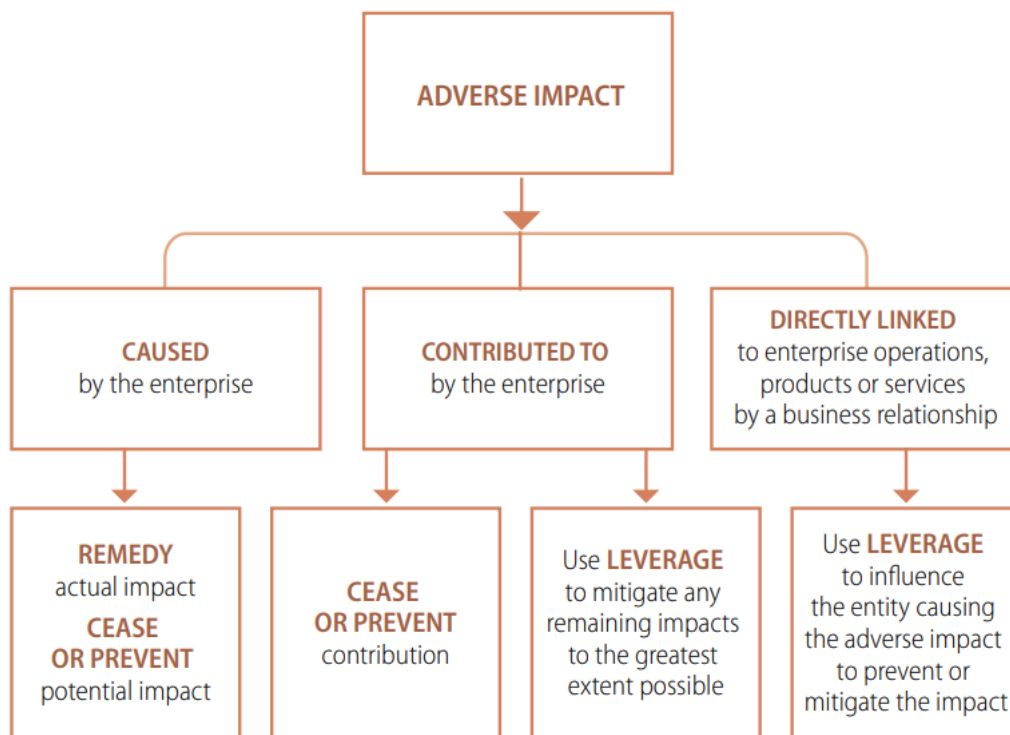 ADVERSE IMPACT
CAUSED
by the enterprise
CONTRIBUTED TO
by the enterprise
DIRECTLY LINKED
to enterprise operations,
products or services
by a business relationship
REMEDY
actual impact
CEASE
OR PREVENT
potential impact
CEASE
OR PREVENT
contribution
Use LEVERAGE
to mitigate any
remaining impacts
to the greatest
extent possible
Use LEVERAGE
to influence
the entity causing
the adverse impact
to prevent or
mitigate the impact